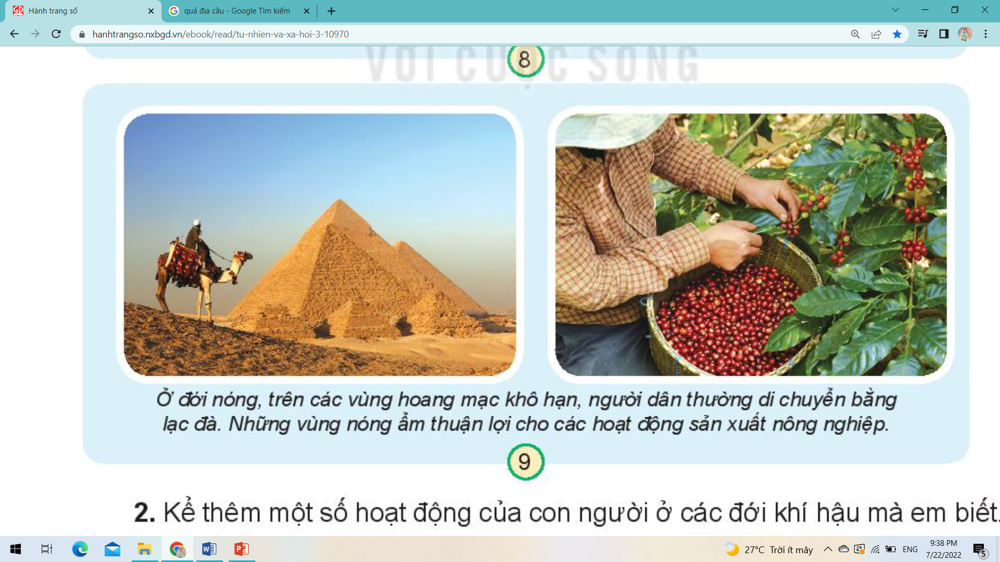 Hành trang số
quả địa cầu - Google Tìm kiếm
hanhtrangso.nxbgd.vn/ebook/read/tu-nhien-va-xa-hoi-3-10970
VỚI CUỘC SỐNG
8
Ở đới nóng, trên các vùng hoang mạc khô hạn, người dân thường di chuyển bằng
lạc đà. Những vùng nóng ẩm thuận lợi cho các hoạt động sản xuất nông nghiệp.
9
2. Kể thêm một số hoạt động của con người ở các đới khí hậu mà em biết.
27°C Trời ít mây
ENG
9:38 PM
7/22/2022
5